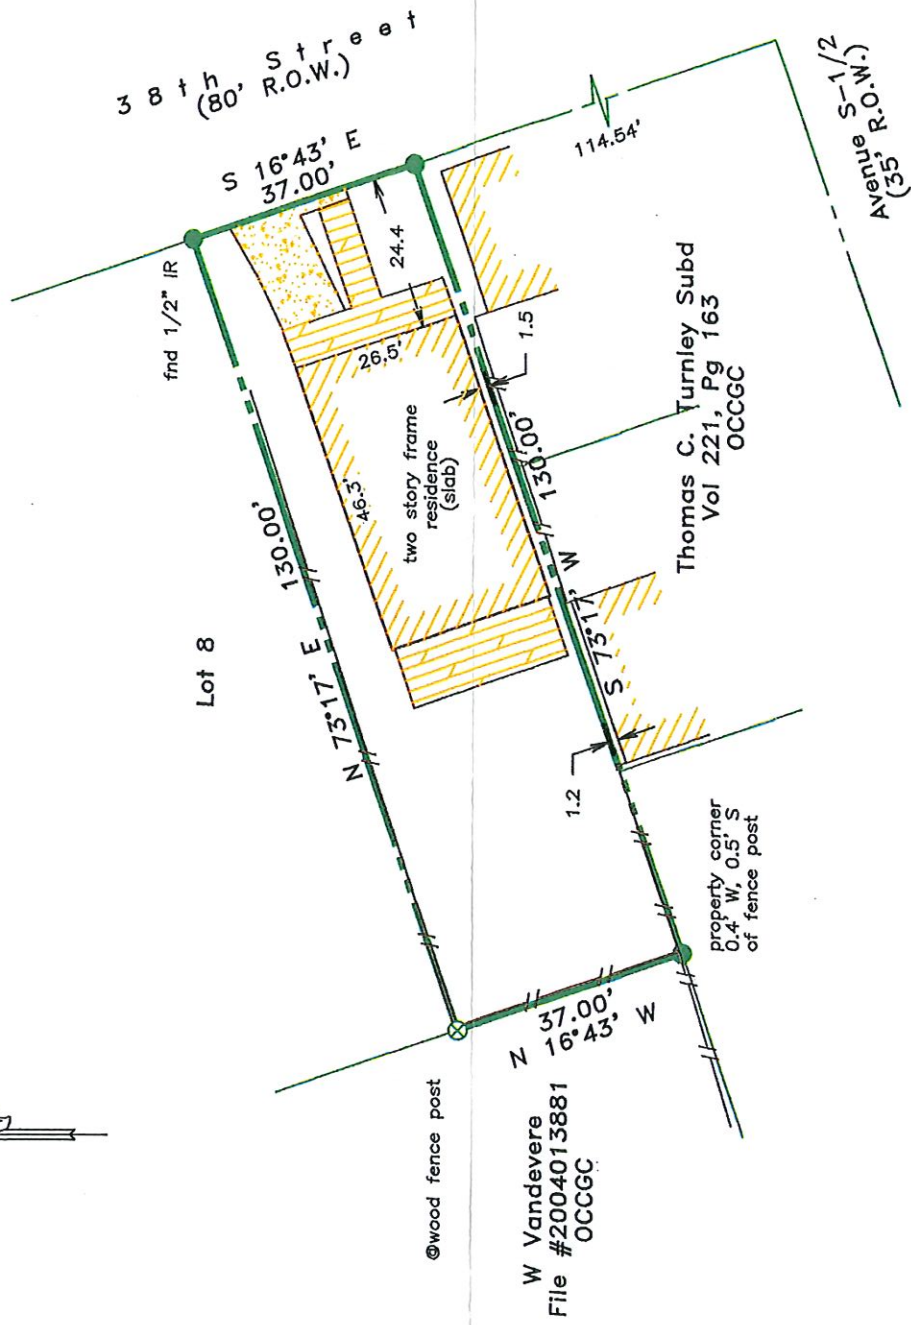 3 8 t h   S t r e e t
(80' R.O.W.)
S 16°43' E
37.00'
fnd 1/2" IR
114.54'
Avenue S-1/2
(35' R.O.W.)
24.4
26.5'
1.5
46.3'
two story frame
residence
(slab)
130.00'
N 73°17' E
Lot 8
130.00'
S 73°17' W
Thomas C. Turnley Subd
Vol 221, Pg 163
OCCGC
1.2
property corner
0.4' W, 0.5' S
of fence post
37.00'
N 16°43' W
@wood fence post
W Vandevere
File #2004013881
OCCGC